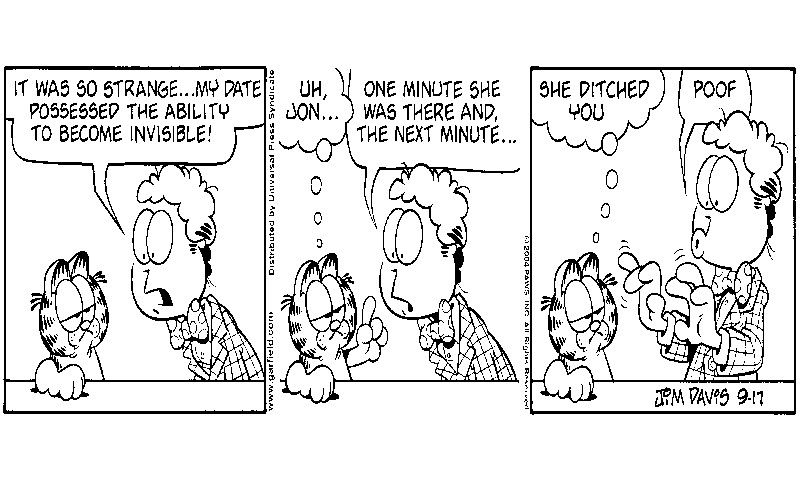 IT WAS SO STRANGE...MY DATE
POSSESSED THE ABILITY
TO BECOME INVISIBLE!
www.garfield.com
Distributed by Universal Press Syndicate
UH,
JON...
ONE MINUTE SHE
WAS THERE AND,
THE NEXT MINUTE...
© 2004 PAWS, INC. All Rights
SHE DITCHED
YOU
POOF
JIM DAVIS 9-17